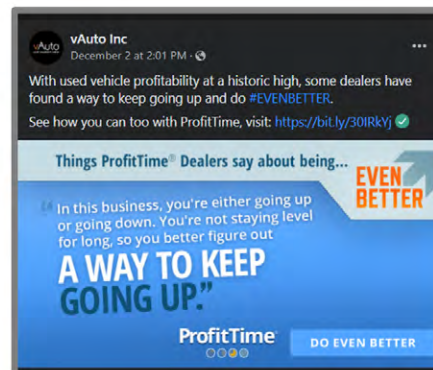 vAuto
vAuto Inc
December 2 at 2:01 PM ·
With used vehicle profitability at a historic high, some dealers have
found a way to keep going up and do #EVENBETTER.
See how you can too with ProfitTime, visit: https://bit.ly/30IRkYj
Things ProfitTime® Dealers say about being...
EVEN
BETTER
“In this business, you're either going up
or going down. You're not staying level
for long, so you better figure out
A WAY TO KEEP
GOING UP.”
ProfitTime
DO EVEN BETTER